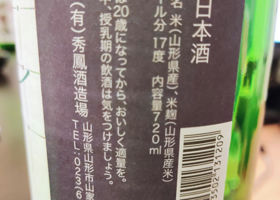 日本酒
名 米(山形県産)、米麹(山形県産米)
ール分 17度 内容量720ml
は20歳になってから。おいしく適量を。
中、授乳期の飲酒は気をつけましょう。
(有)秀鳳酒造場 山形県山形市山家
TEL:023(6
3502 131209